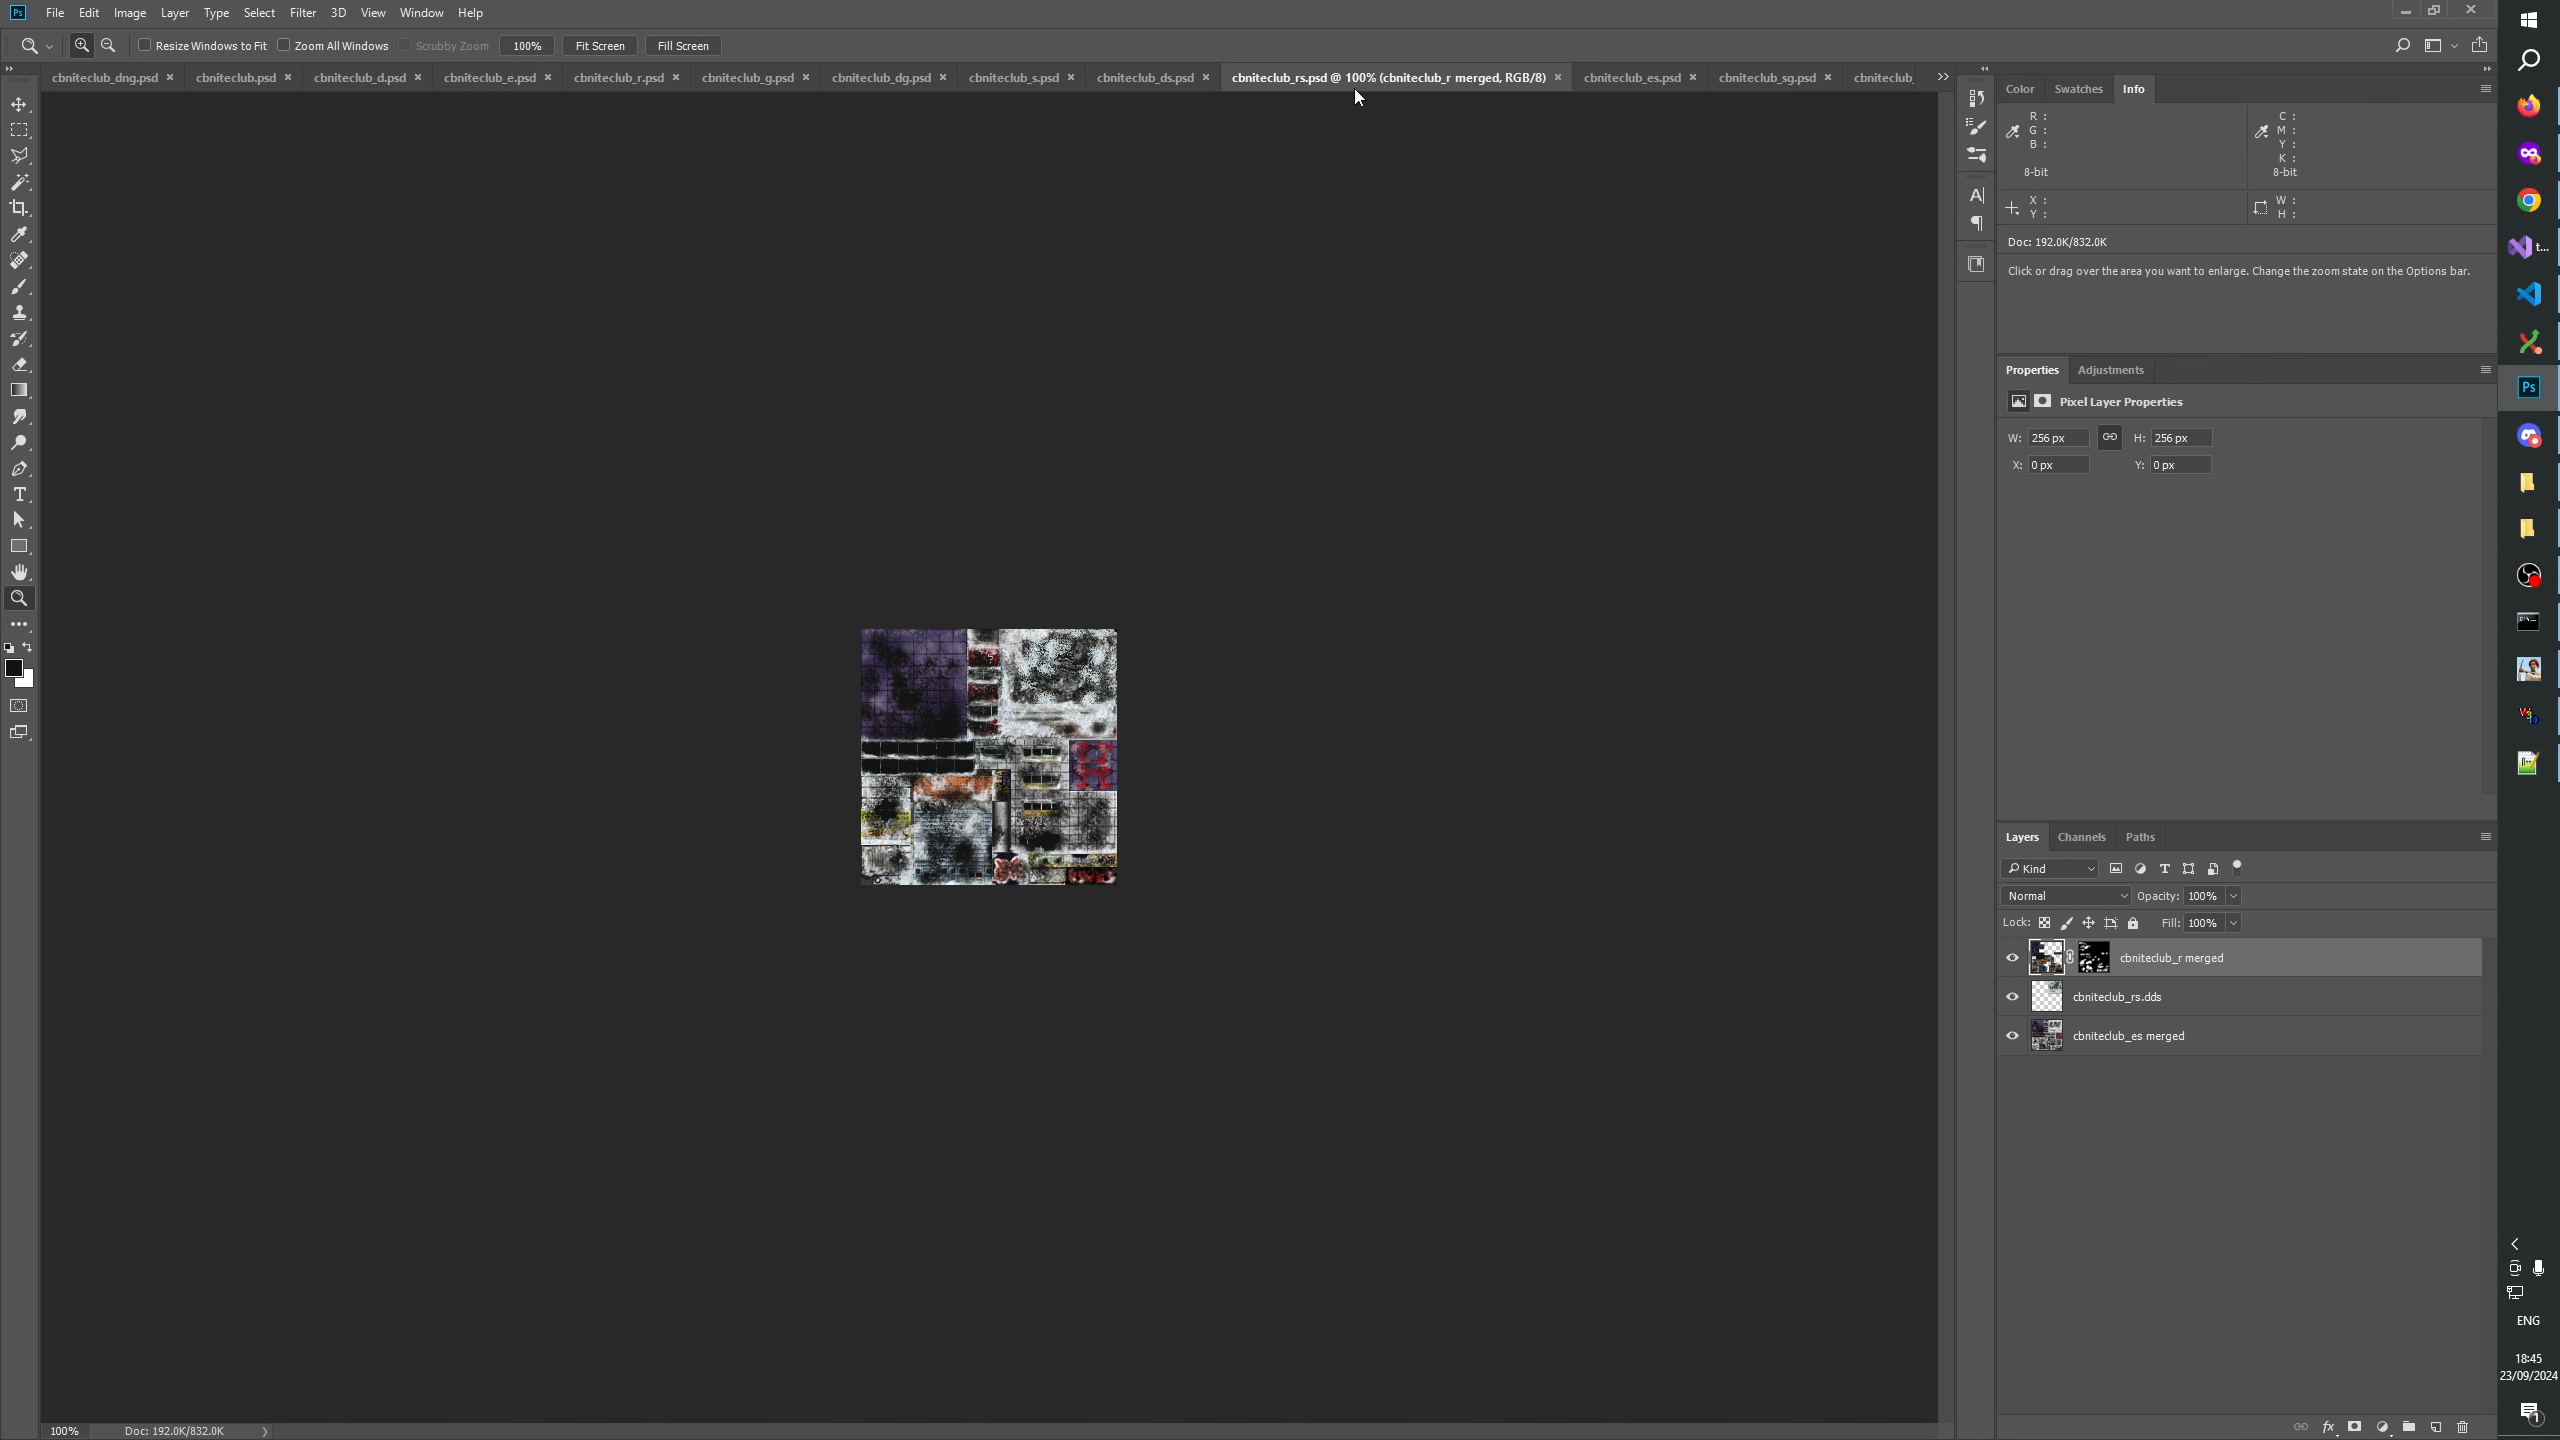 Ps File Edit Image Layer Type Select Filter 3D View Window Help
Resize Windows to Fit Zoom All Windows Scrubby Zoom 100% Fit Screen Fill Screen
cbniteclub_dng.psd × cbniteclub.psd × cbniteclub_d.psd × cbniteclub_e.psd × cbniteclub_r.psd × cbniteclub_g.psd × cbniteclub_dg.psd × cbniteclub_s.psd × cbniteclub_ds.psd × cbniteclub_rs.psd @ 100% (cbniteclub_r merged, RGB/8) × cbniteclub_es.psd × cbniteclub_sg.psd × cbniteclub_
Color Swatches Info
R :
G :
B :
8-bit
C :
M :
Y :
K :
8-bit
X :
Y :
W :
H :
Doc: 192.0K/832.0K
Click or drag over the area you want to enlarge. Change the zoom state on the Options bar.
Properties Adjustments
Pixel Layer Properties
W: 256 px H: 256 px
X: 0 px Y: 0 px
Layers Channels Paths
Kind
Normal Opacity: 100%
Lock: Fill: 100%
cbniteclub_r merged
cbniteclub_rs.dds
cbniteclub_es merged
100% Doc: 192.0K/832.0K
t...
Ps
ENG
18:45
23/09/2024
1